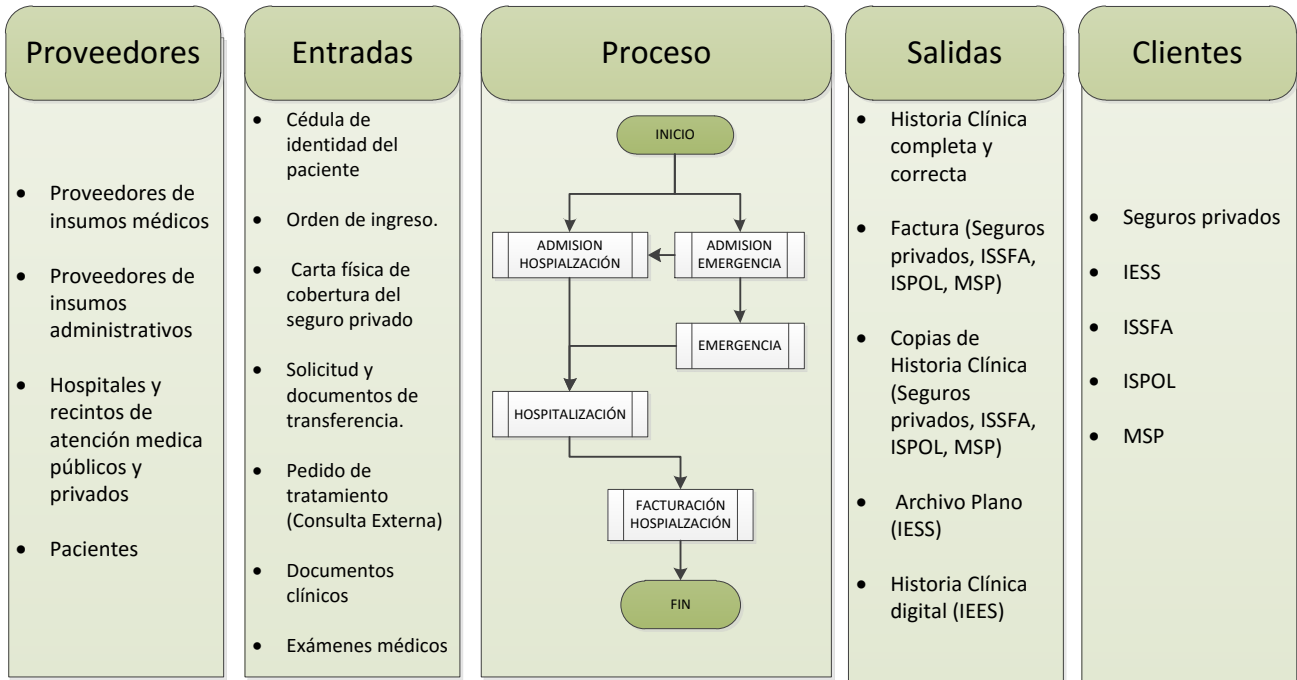 Proveedores
Proveedores de
insumos médicos
Proveedores de
insumos
administrativos
Hospitales y
recintos de
atención medica
públicos y
privados
Pacientes
Entradas
Cédula de
identidad del
paciente
Orden de ingreso.
Carta física de
cobertura del
seguro privado
Solicitud y
documentos de
transferencia.
Pedido de
tratamiento
(Consulta Externa)
Documentos
clínicos
Exámenes médicos
Proceso
INICIO
ADMISION
HOSPIALZACIÓN
ADMISION
EMERGENCIA
EMERGENCIA
HOSPITALIZACIÓN
FACTURACIÓN
HOSPIALZACIÓN
FIN
Salidas
Historia Clínica
completa y
correcta
Factura (Seguros
privados, ISSFA,
ISPOL, MSP)
Copias de
Historia Clínica
(Seguros
privados, ISSFA,
ISPOL, MSP)
Archivo Plano
(IESS)
Historia Clínica
digital (IEES)
Clientes
Seguros privados
IESS
ISSFA
ISPOL
MSP